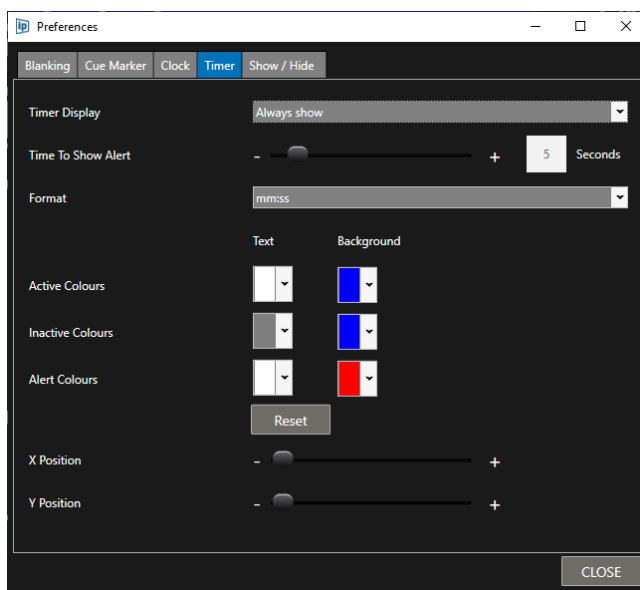 ip Preferences
Blanking Cue Marker Clock Timer Show / Hide
Timer Display Always show
Time To Show Alert - + 5 Seconds
Format mm:ss
Text Background
Active Colours
Inactive Colours
Alert Colours
Reset
X Position - +
Y Position - +
CLOSE